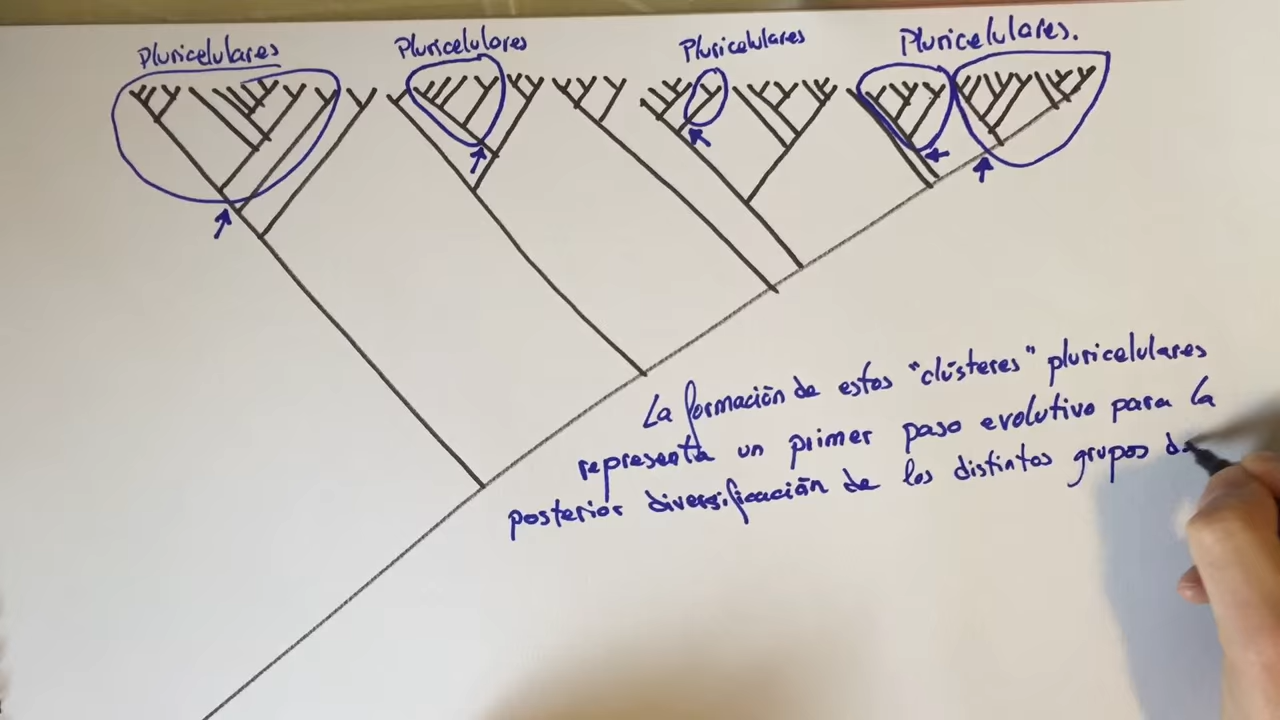 Pluricelulares
Pluricelulares
Pluricelulares
Pluricelulares.
La formación de estos "clústeres" pluricelulares
representa un primer paso evolutivo para la
posterior diversificación de los distintos grupos de